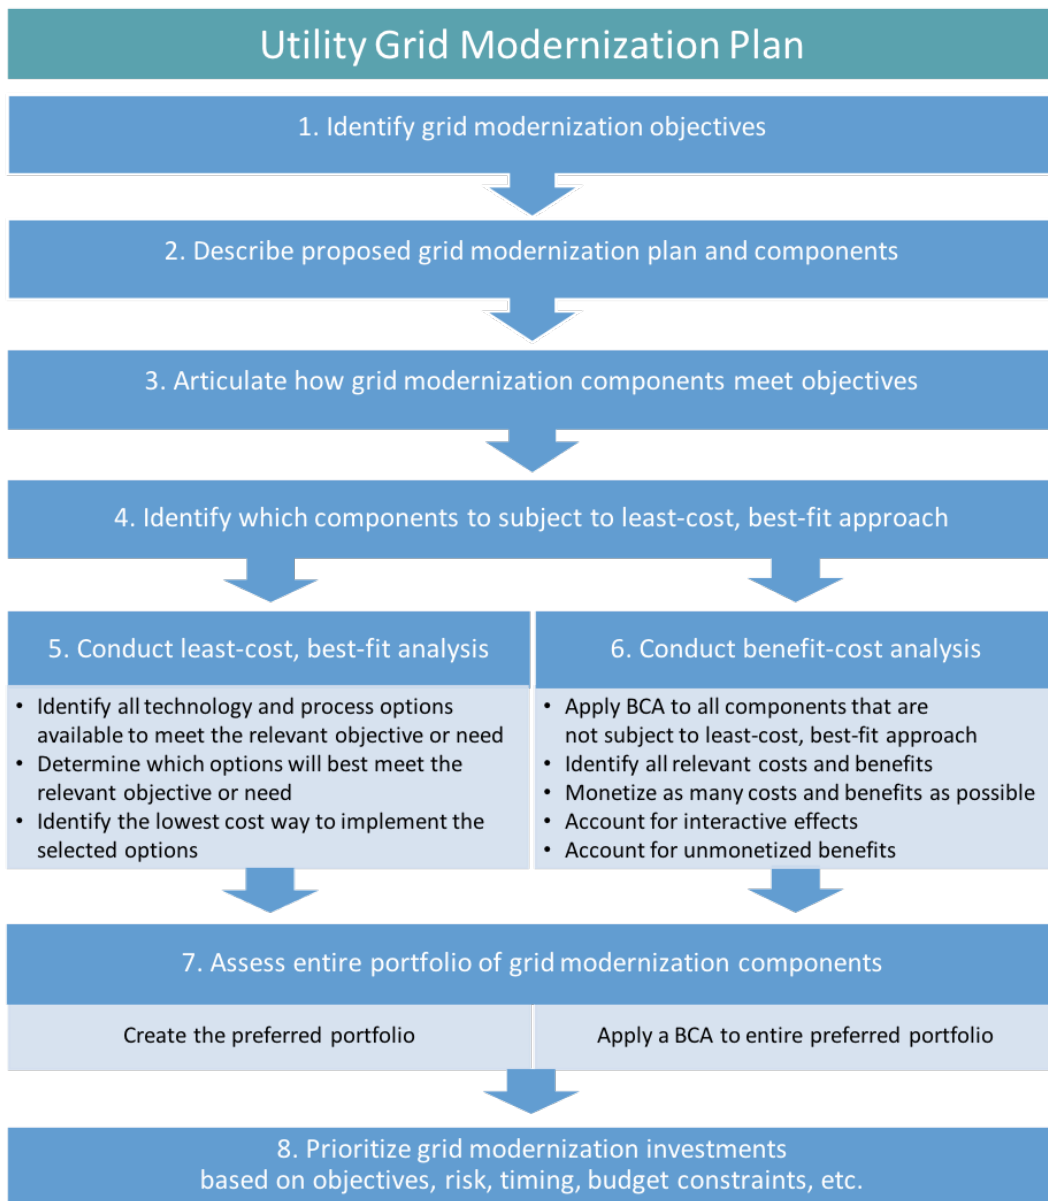 Utility Grid Modernization Plan
1. Identify grid modernization objectives
2. Describe proposed grid modernization plan and components
3. Articulate how grid modernization components meet objectives
4. Identify which components to subject to least-cost, best-fit approach
5. Conduct least-cost, best-fit analysis
• Identify all technology and process options
available to meet the relevant objective or need
• Determine which options will best meet the
relevant objective or need
• Identify the lowest cost way to implement the
selected options
6. Conduct benefit-cost analysis
• Apply BCA to all components that are
not subject to least-cost, best-fit approach
• Identify all relevant costs and benefits
• Monetize as many costs and benefits as possible
• Account for interactive effects
• Account for unmonetized benefits
7. Assess entire portfolio of grid modernization components
Create the preferred portfolio
Apply a BCA to entire preferred portfolio
8. Prioritize grid modernization investments
based on objectives, risk, timing, budget constraints, etc.